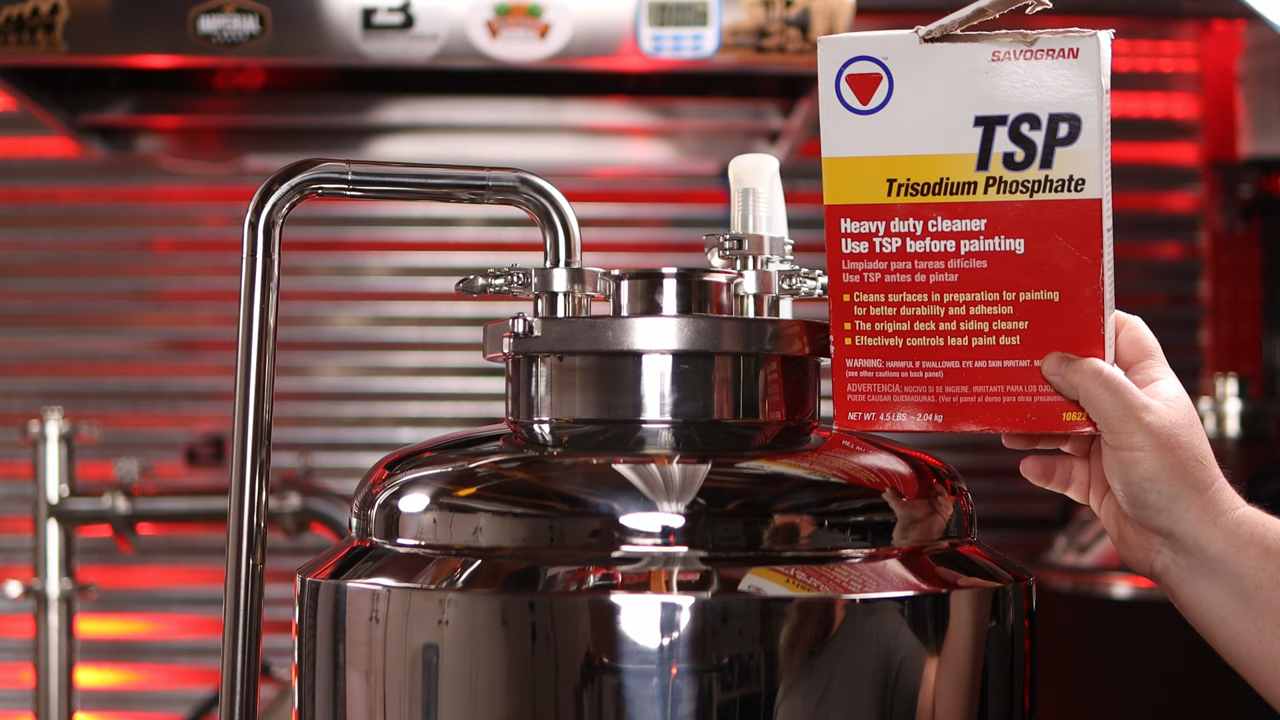 IMPERIAL
B
SAVOGRAN
TSP
Trisodium Phosphate
Heavy duty cleaner
Use TSP before painting
Limpiador para tareas difíciles
Use TSP antes de pintar
Cleans surfaces in preparation for painting
for better durability and adhesion
The original deck and siding cleaner
Effectively controls lead paint dust
WARNING: HARMFUL IF SWALLOWED. EYE AND SKIN IRRITANT.
(see other cautions on back panel)
ADVERTENCIA: NOCIVO SI SE INGIERE. IRRITANTE PARA LOS
PUEDE CAUSAR QUEMADURAS. (Ver el panel al dorso para otras
NET WT. 4.5 LBS. – 2.04 kg
10622